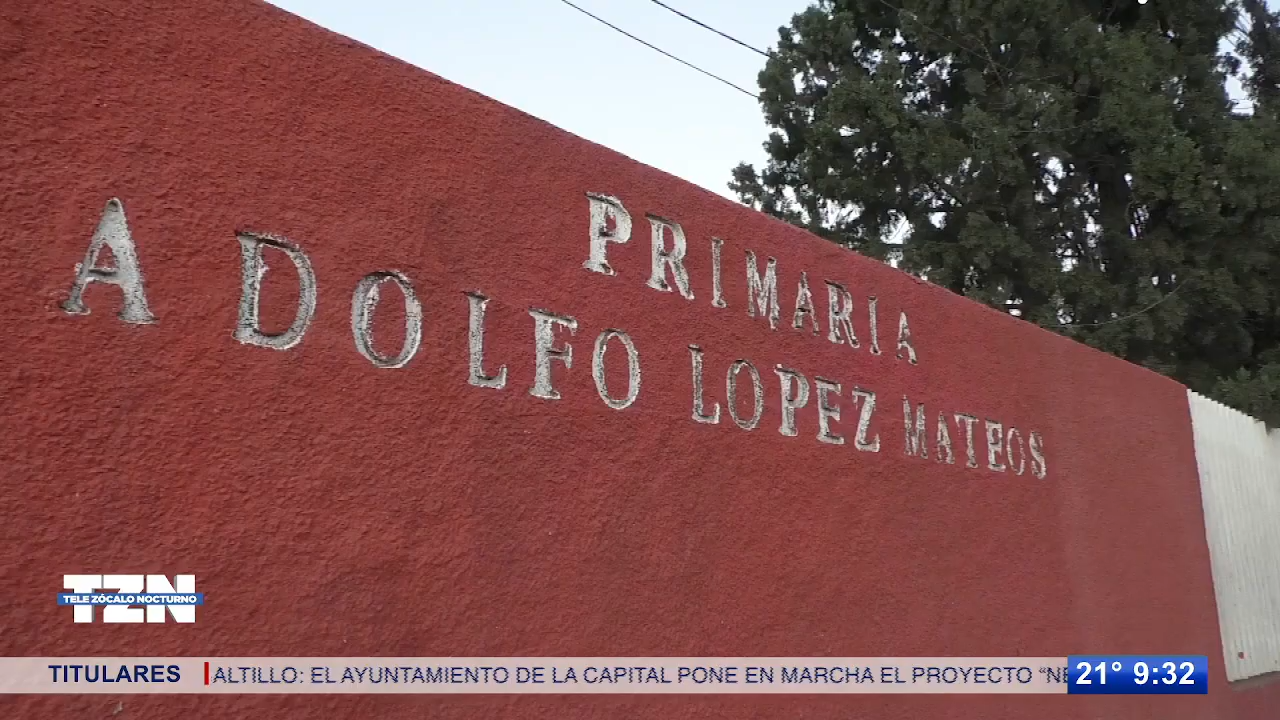 PRIMARIA
ADOLFO LOPEZ MATEOS
TZN
TELE ZÓCALO NOCTURNO
TITULARES
ALTILLO: EL AYUNTAMIENTO DE LA CAPITAL PONE EN MARCHA EL PROYECTO “NE
21° 9:32